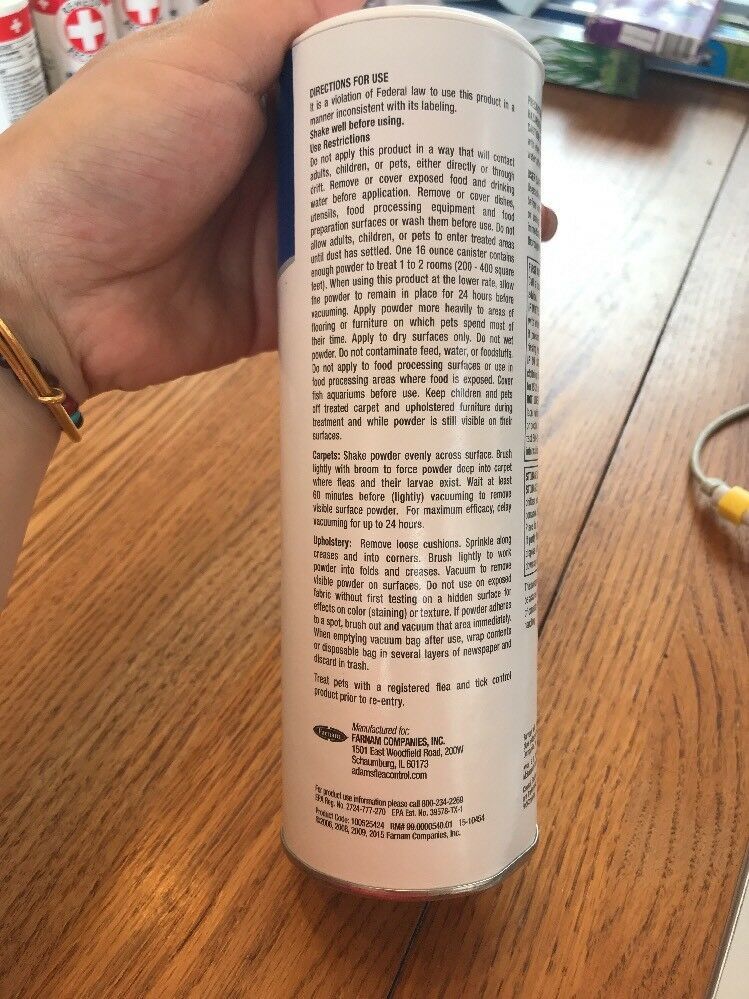 DIRECTIONS FOR USE
It is a violation of Federal law to use this product in a
manner inconsistent with its labeling.
Shake well before using.
Use Restrictions
Do not apply this product in a way that will contact
adults, children, or pets, either directly or through
drift. Remove or cover exposed food and drinking
water before application. Remove or cover dishes,
utensils, food processing equipment and food
preparation surfaces or wash them before use. Do not
allow adults, children, or pets to enter treated areas
until dust has settled. One 16 ounce canister contains
enough powder to treat 1 to 2 rooms (200 - 400 square
feet). When using this product at the lower rate, allow
the powder to remain in place for 24 hours before
vacuuming. Apply powder more heavily to areas of
flooring or furniture on which pets spend most of
their time. Apply to dry surfaces only. Do not wet
powder. Do not contaminate feed, water, or foodstuffs.
Do not apply to food processing surfaces or use in
food processing areas where food is exposed. Cover
fish aquariums before use. Keep children and pets
off treated carpet and upholstered furniture during
treatment and while powder is still visible on their
surfaces.
Carpets: Shake powder evenly across surface. Brush
lightly with broom to force powder deep into carpet
where fleas and their larvae exist. Wait at least
60 minutes before (lightly) vacuuming to remove
visible surface powder. For maximum efficacy, delay
vacuuming for up to 24 hours.
Upholstery: Remove loose cushions. Sprinkle along
creases and into corners. Brush lightly to work
powder into folds and creases. Vacuum to remove
visible powder on surfaces. Do not use on exposed
fabric without first testing on a hidden surface for
effects on color (staining) or texture. If powder adheres
to a spot, brush out and vacuum that area immediately.
When emptying vacuum bag after use, wrap contents
or disposable bag in several layers of newspaper and
discard in trash.
Treat pets with a registered flea and tick control
product prior to re-entry.
Farnam
Manufactured for:
FARNAM COMPANIES, INC.
1501 East Woodfield Road, 200W
Schaumburg, IL 60173
adamsfleacontrol.com
For product use information please call 800-234-2269
EPA Reg. No. 2724-777-270 EPA Est. No. 39578-TX-1
Product Code: 100525424 RM# 99.0000540.01 15-10454
©2006, 2008, 2009, 2015 Farnam Companies, Inc.